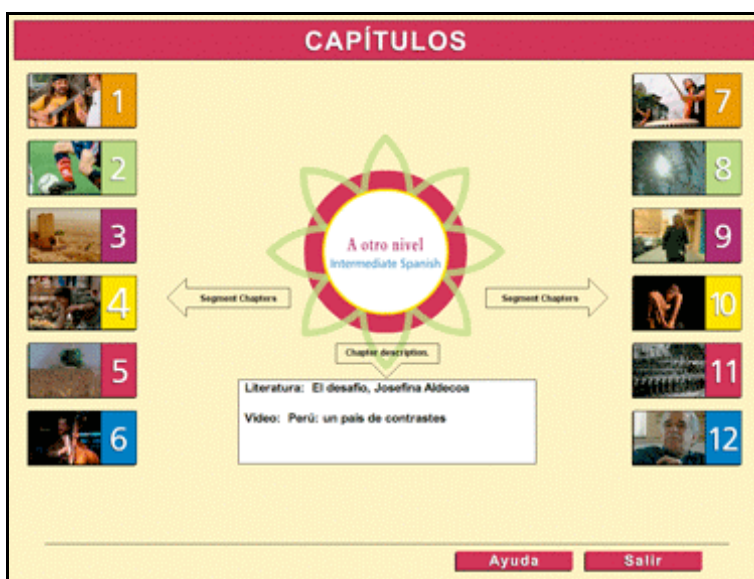 CAPÍTULOS
1
7
2
8
3
9
A otro nivel
Intermediate Spanish
4
Segment Chapters
Segment Chapters
10
Chapter description.
5
11
Literatura: El desafío, Josefina Aldecoa
Video: Perú: un país de contrastes
6
12
Ayuda
Salir